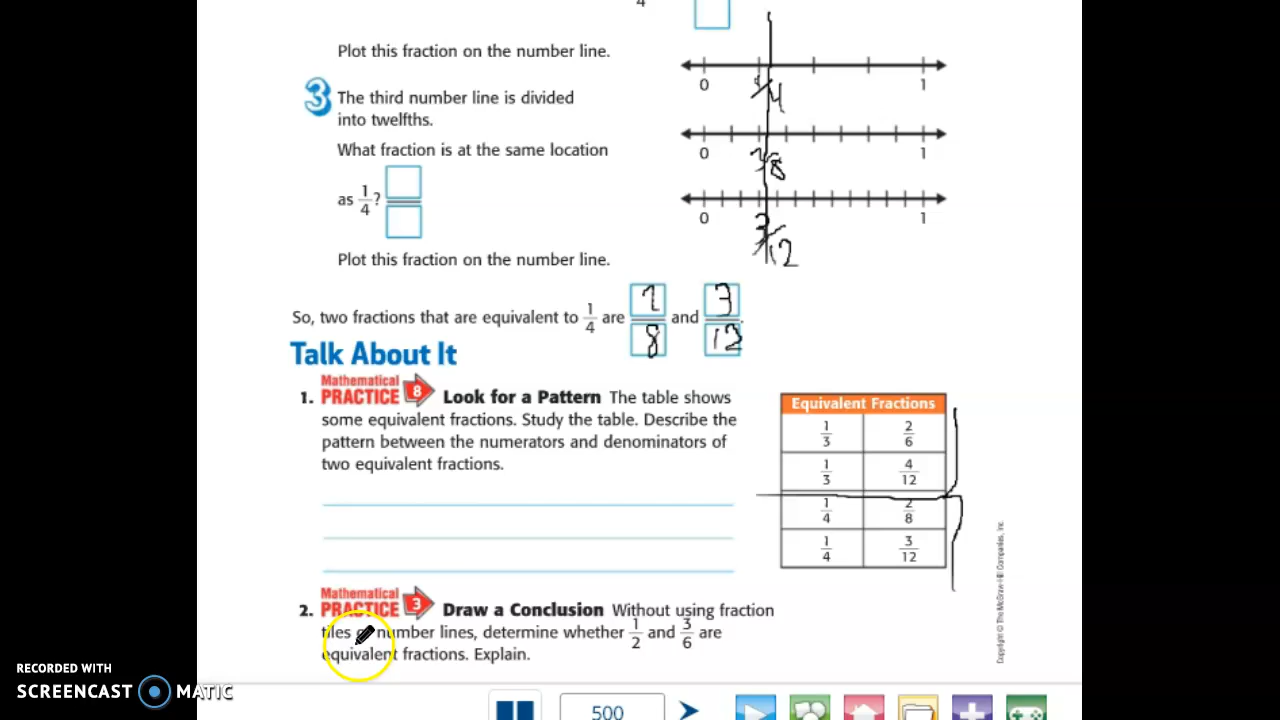 4
Plot this fraction on the number line.
0 1
1/4
3 The third number line is divided
into twelfths.
What fraction is at the same location
as 1/4?
0 1
2/8
0 1
3/12
Plot this fraction on the number line.
So, two fractions that are equivalent to 1/4 are 2/8 and 3/12.
Talk About It
1. Mathematical PRACTICE 8 Look for a Pattern The table shows
some equivalent fractions. Study the table. Describe the
pattern between the numerators and denominators of
two equivalent fractions.
Equivalent Fractions
1/3 2/6
1/3 4/12
1/4 2/8
1/4 3/12
2. Mathematical PRACTICE 3 Draw a Conclusion Without using fraction
tiles or number lines, determine whether 1/2 and 3/6 are
equivalent fractions. Explain.
Copyright © The McGraw-Hill Companies, Inc.
RECORDED WITH
SCREENCAST MATIC
500